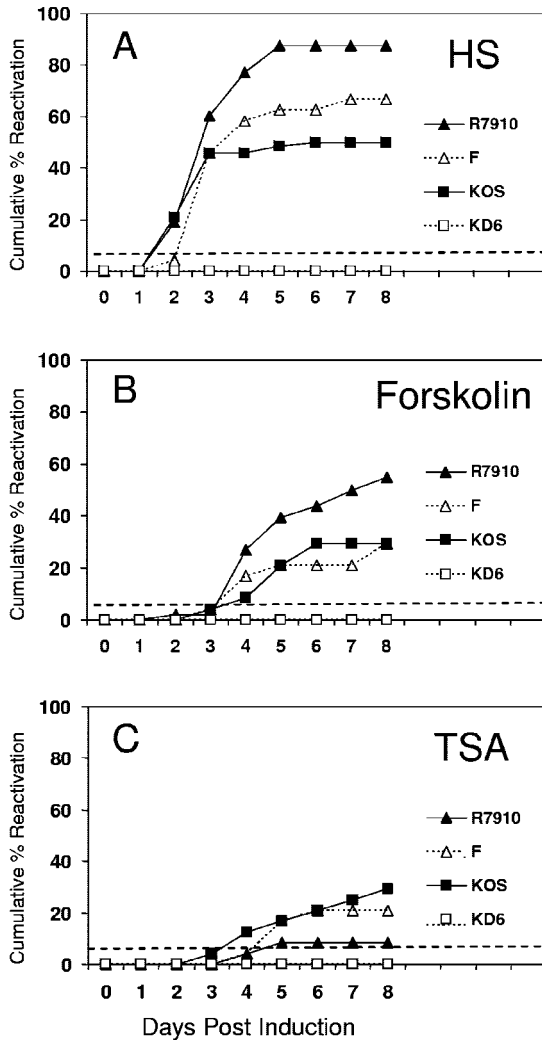 A
HS
Cumulative % Reactivation
100
80
60
40
20
0
R7910
F
KOS
KD6
0 1 2 3 4 5 6 7 8
B
Forskolin
Cumulative % Reactivation
100
80
60
40
20
0
R7910
F
KOS
KD6
0 1 2 3 4 5 6 7 8
C
TSA
Cumulative % Reactivation
100
80
60
40
20
0
R7910
F
KOS
KD6
0 1 2 3 4 5 6 7 8
Days Post Induction